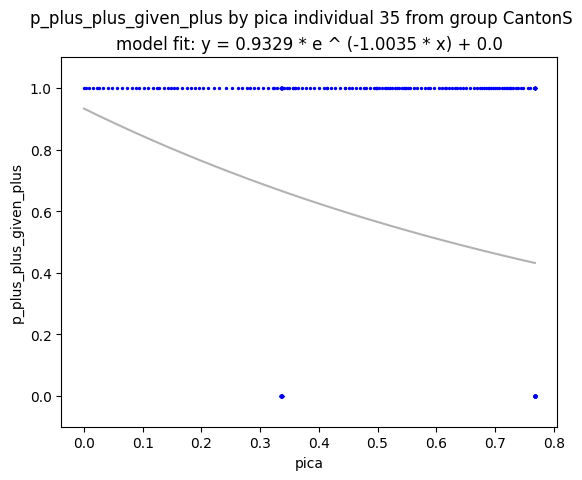 p_plus_plus_given_plus by pica individual 35 from group CantonS
model fit: y = 0.9329 * e ^ (-1.0035 * x) + 0.0
1.0
0.8
0.6
0.4
0.2
0.0
p_plus_plus_given_plus
0.0 0.1 0.2 0.3 0.4 0.5 0.6 0.7 0.8
pica